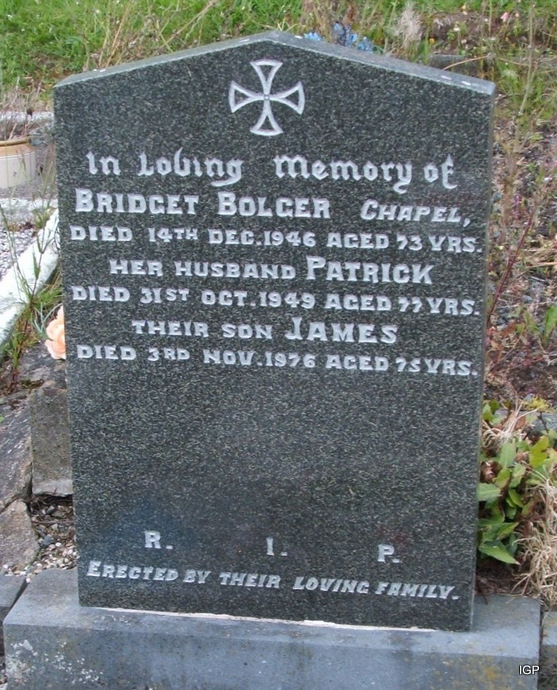 In Loving Memory of
BRIDGET BOLGER CHAPEL,
DIED 14TH DEC. 1946 AGED 73 YRS.
HER HUSBAND PATRICK
DIED 31ST OCT. 1949 AGED 77 YRS.
THEIR SON JAMES
DIED 3RD NOV. 1976 AGED 75 YRS.
R. I. P.
ERECTED BY THEIR LOVING FAMILY.
IGP